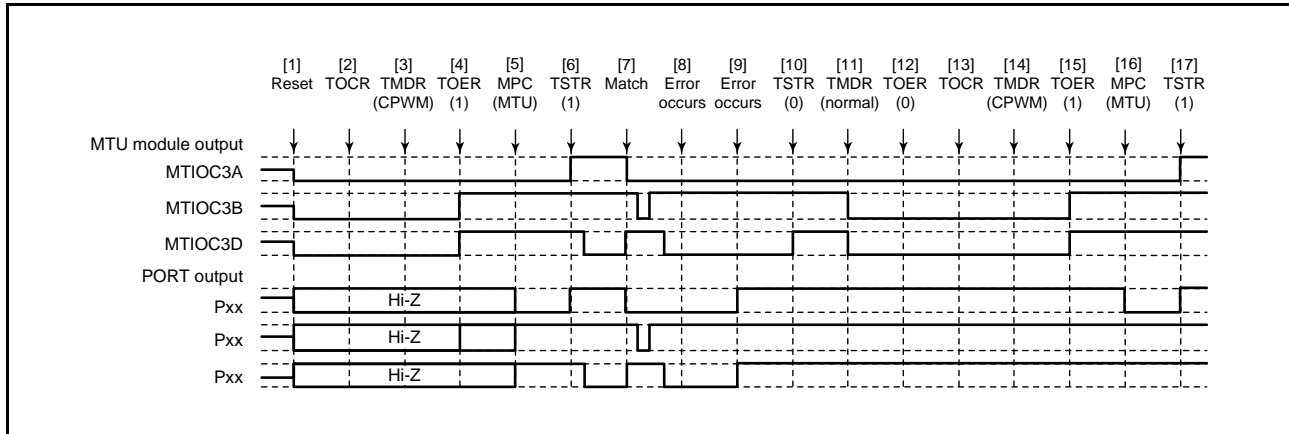 [1] [2] [3] [4] [5] [6] [7] [8] [9] [10] [11] [12] [13] [14] [15] [16] [17]
Reset TOCR TMDR TOER MPC TSTR Match Error Error TSTR TMDR TOER TOCR TMDR TOER MPC TSTR
(CPWM) (1) (MTU) (1) occurs occurs (0) (normal) (0) (CPWM) (1) (MTU) (1)
MTU module output
MTIOC3A
MTIOC3B
MTIOC3D
PORT output
Pxx Hi-Z
Pxx Hi-Z
Pxx Hi-Z